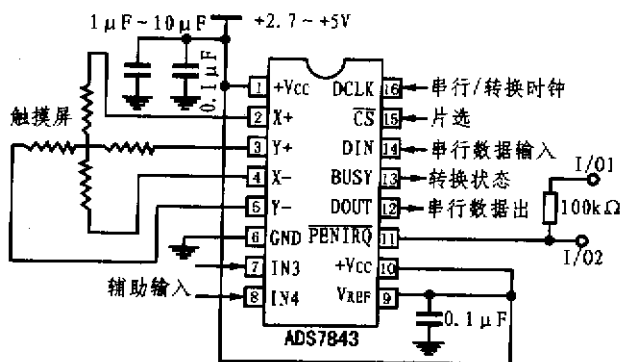 1μF~10μF
+2.7~+5V
0.1μF
触摸屏
1 +Vcc
2 X+
3 Y+
4 X-
5 Y-
6 GND
7 IN3
8 IN4
辅助输入
DCLK 16 串行/转换时钟
CS 15 片选
DIN 14 串行数据输入
BUSY 13 转换状态
DOUT 12 串行数据出
PENIRQ 11
+Vcc 10
VREF 9
I/O1
100kΩ
I/O2
0.1μF
ADS7843